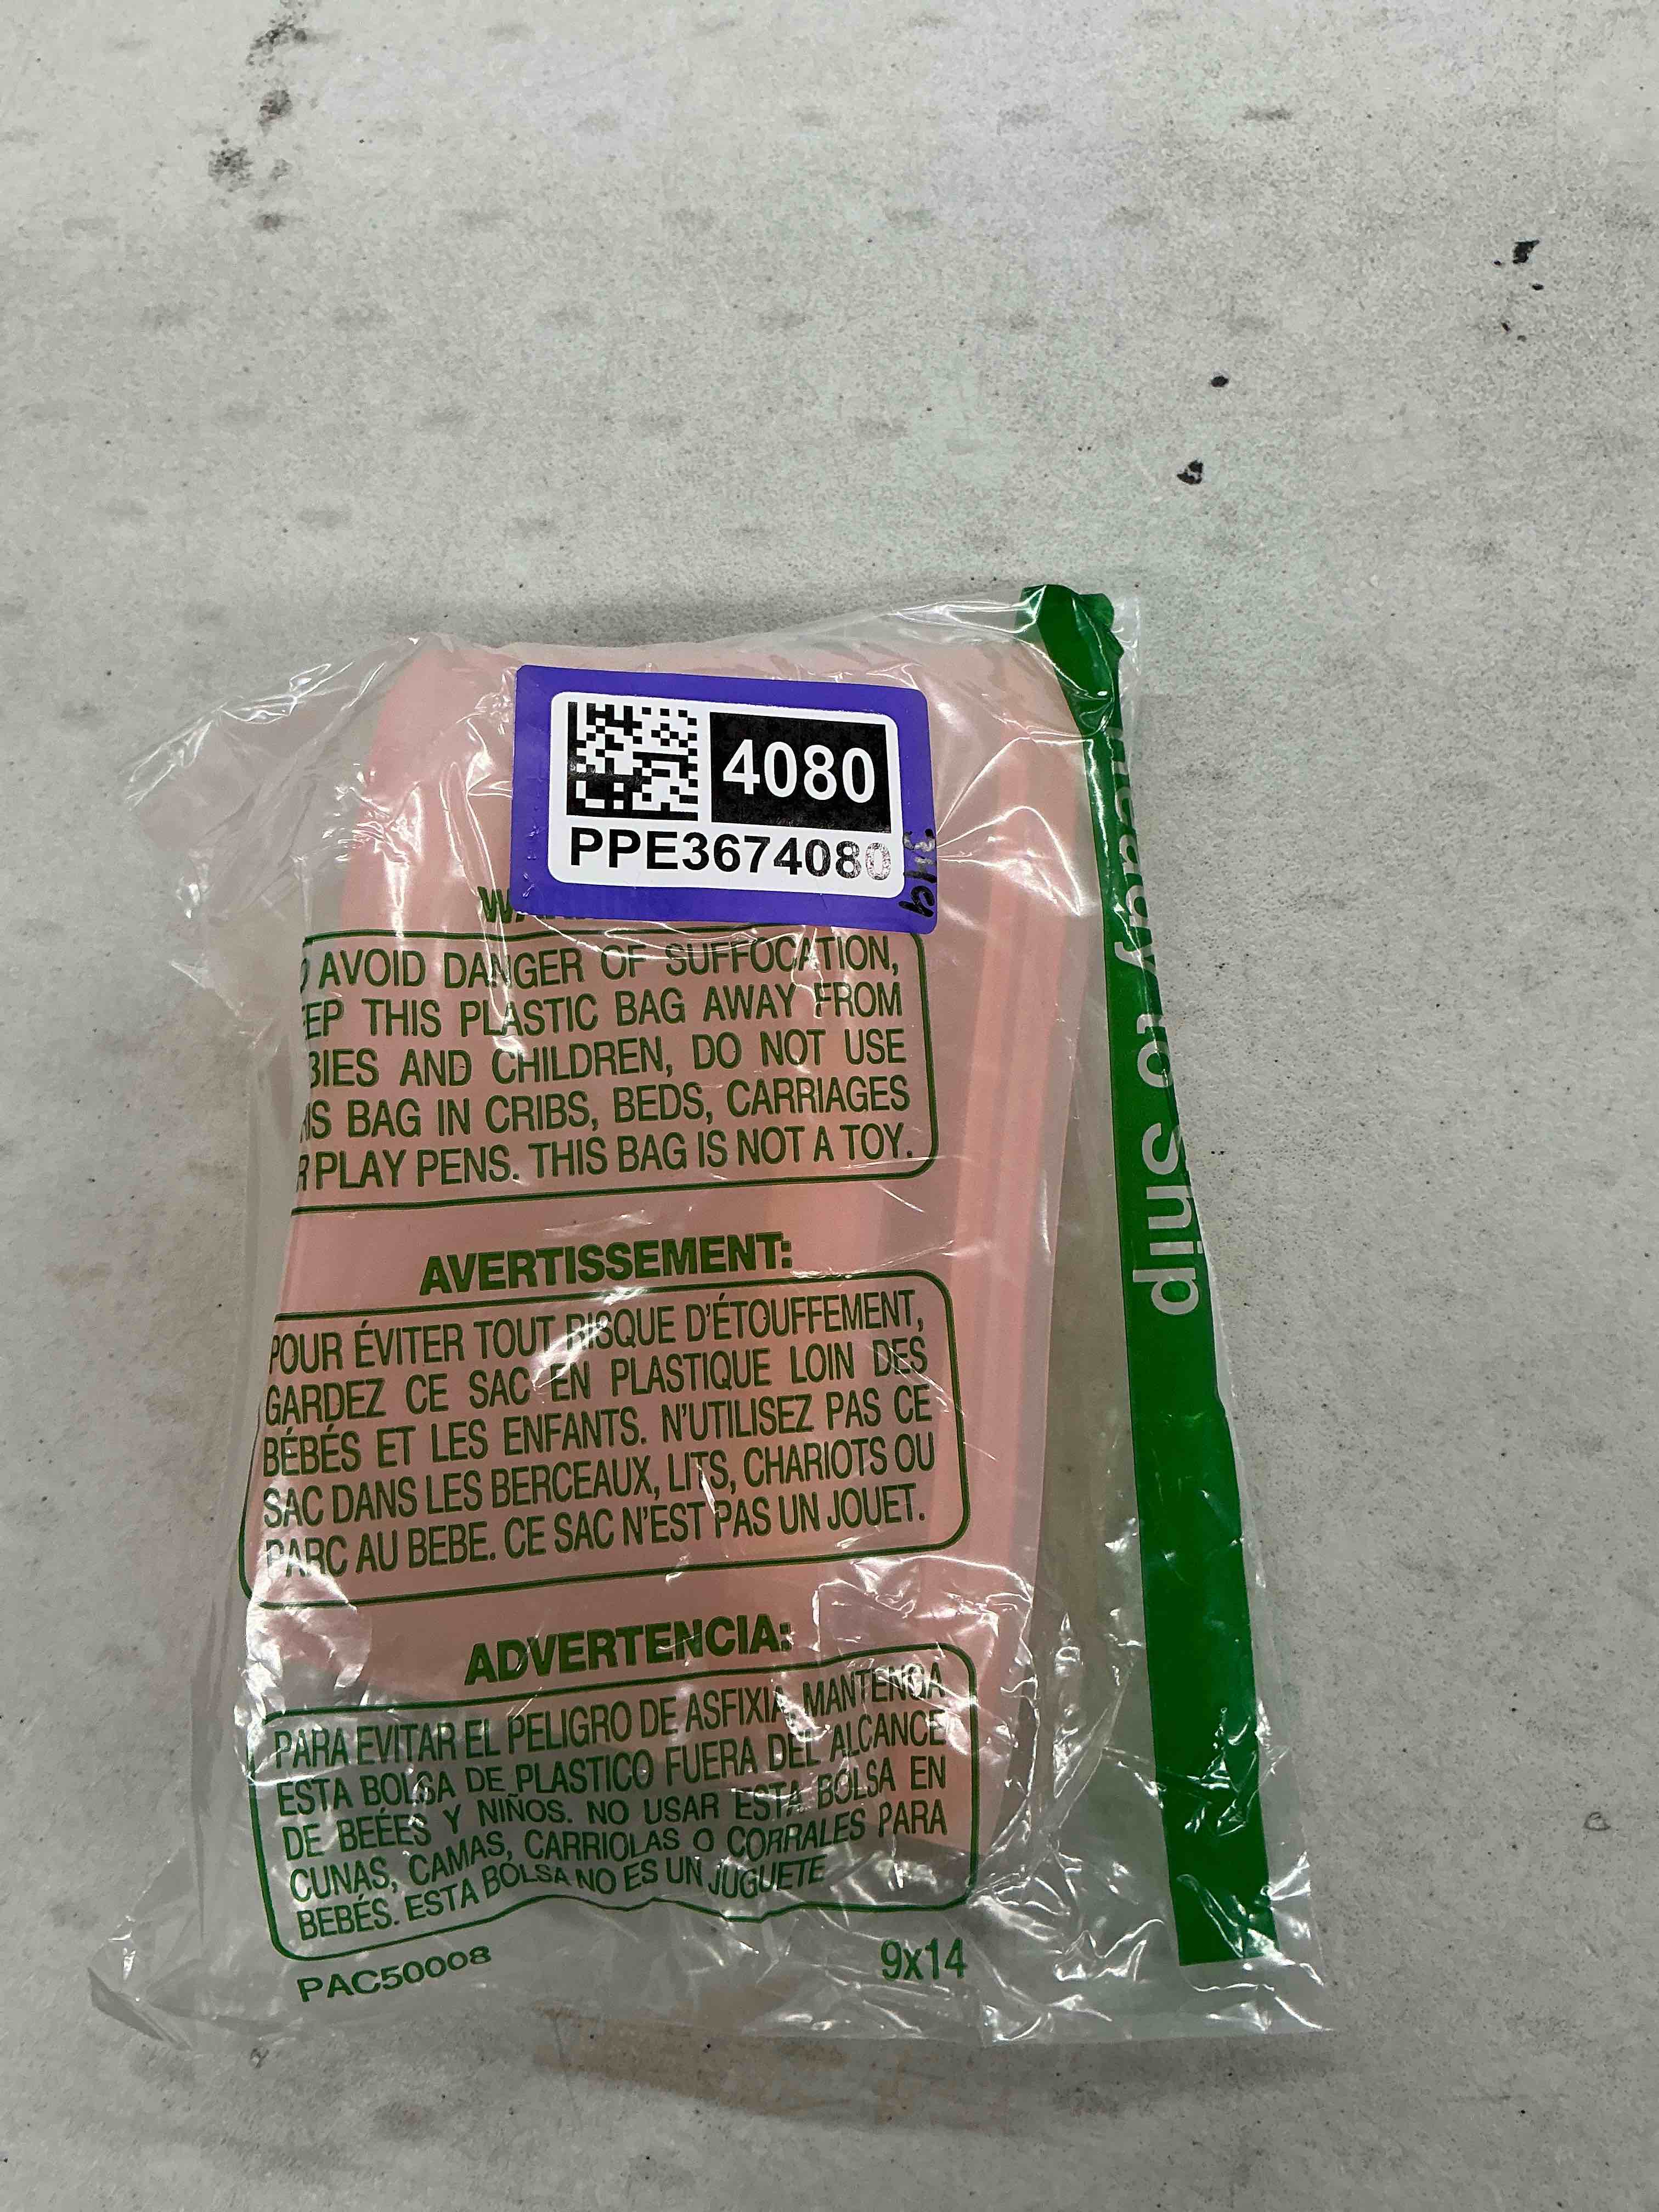 4080
PPE3674080
AVOID DANGER OF SUFFOCATION,
EP THIS PLASTIC BAG AWAY FROM
BIES AND CHILDREN, DO NOT USE
IS BAG IN CRIBS, BEDS, CARRIAGES
R PLAY PENS. THIS BAG IS NOT A TOY.
AVERTISSEMENT:
POUR ÉVITER TOUT RISQUE D'ÉTOUFFEMENT,
GARDEZ CE SAC EN PLASTIQUE LOIN DES
BÉBÉS ET LES ENFANTS. N'UTILISEZ PAS CE
SAC DANS LES BERCEAUX, LITS, CHARIOTS OU
PARC AU BEBE. CE SAC N'EST PAS UN JOUET.
ADVERTENCIA:
PARA EVITAR EL PELIGRO DE ASFIXIA, MANTENGA
ESTA BOLSA DE PLASTICO FUERA DEL ALCANCE
DE BEÉES Y NIÑOS. NO USAR ESTA BOLSA EN
CUNAS, CAMAS, CARRIOLAS O CORRALES PARA
BEBÉS. ESTA BOLSA NO ES UN JUGUETE
PAC50008
9x14
Ready to Ship